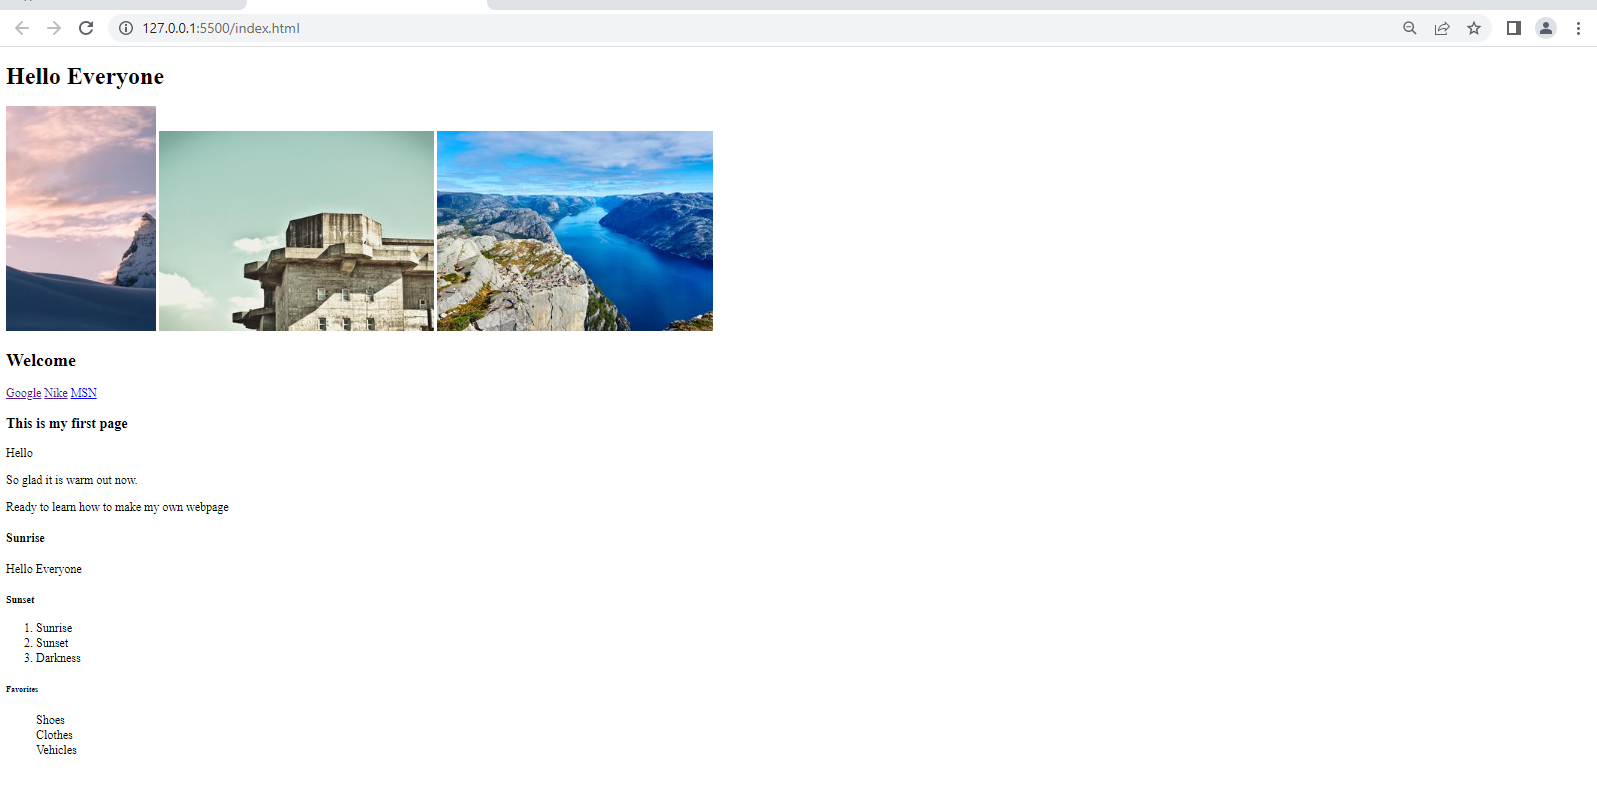 127.0.0.1:5500/index.html
Hello Everyone
Welcome
Google Nike MSN
This is my first page
Hello
So glad it is warm out now.
Ready to learn how to make my own webpage
Sunrise
Hello Everyone
Sunset
1. Sunrise
2. Sunset
3. Darkness
Favorites
Shoes
Clothes
Vehicles